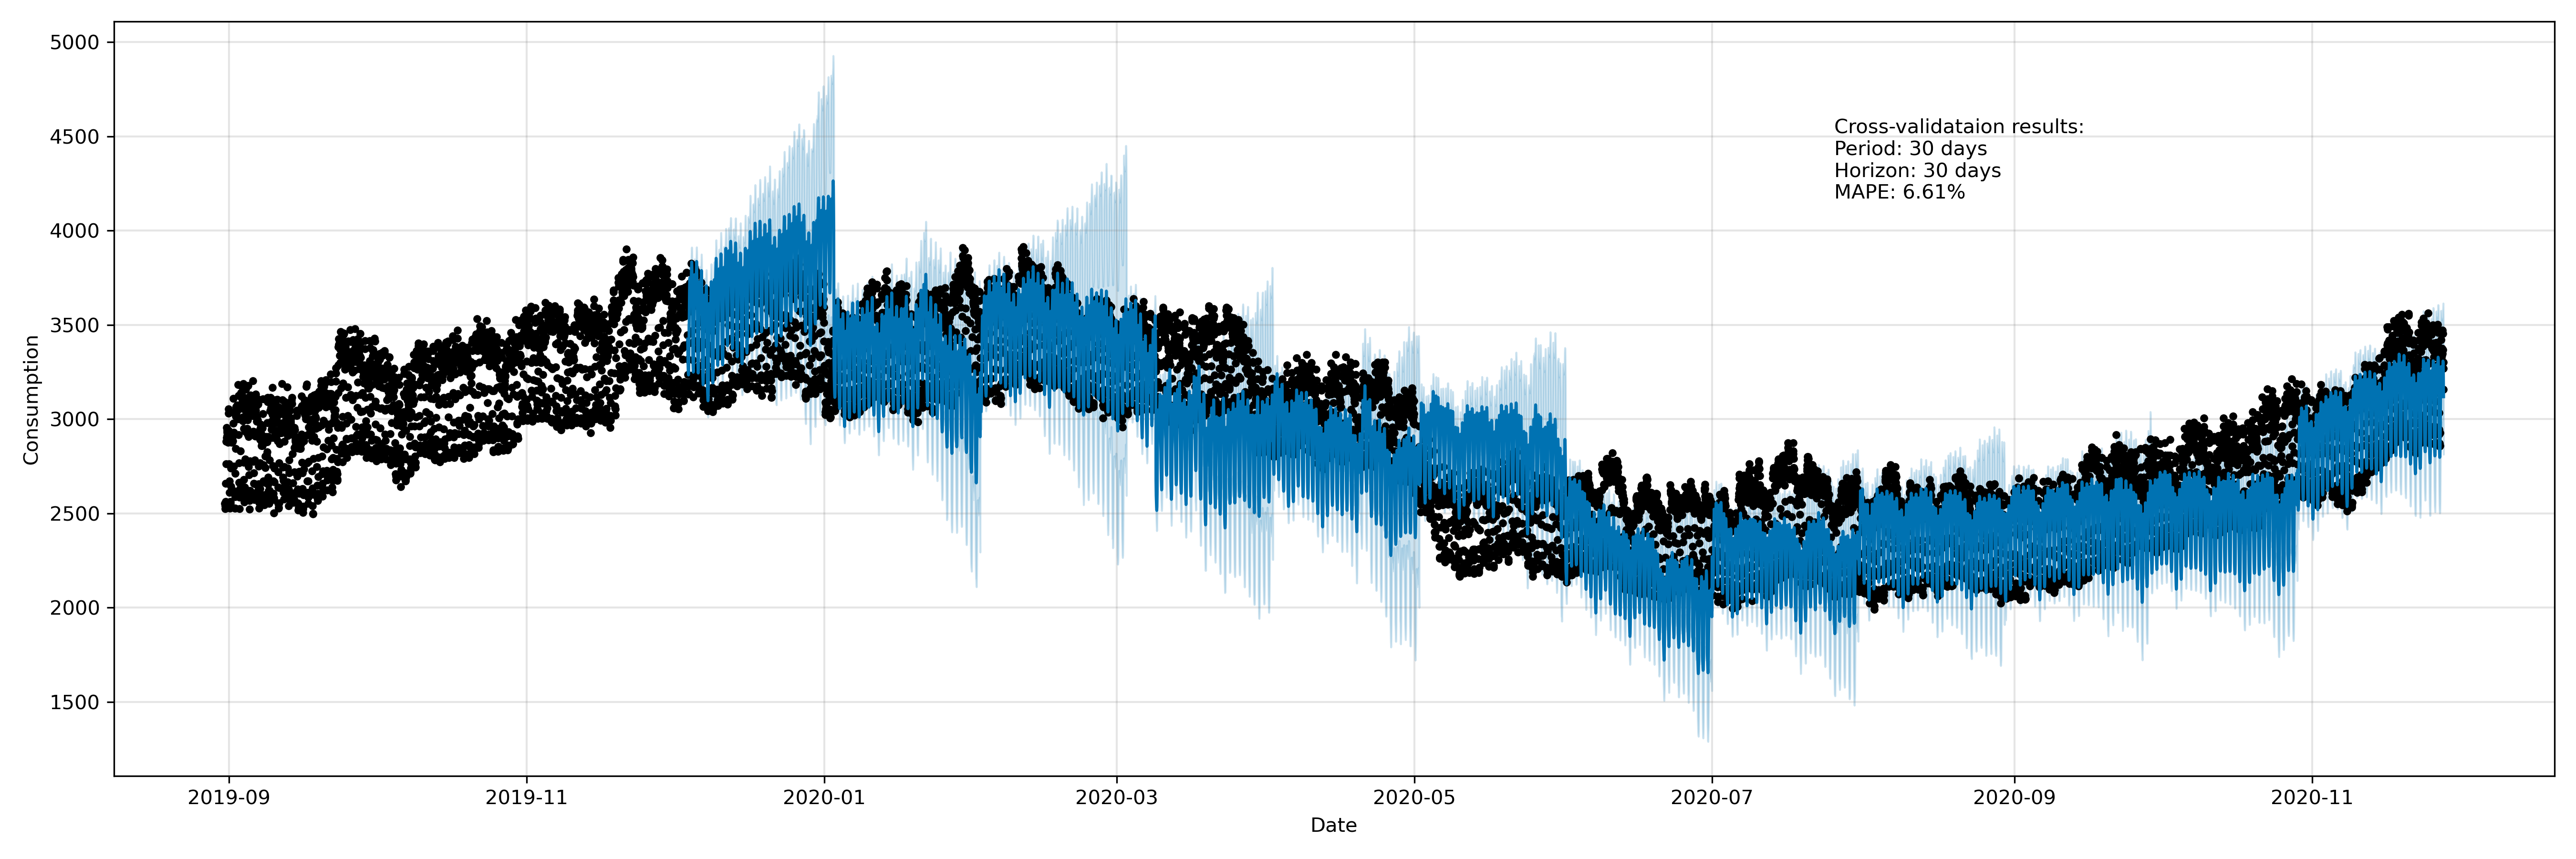 5000
4500
4000
3500
3000
2500
2000
1500
Consumption
Cross-validataion results:
Period: 30 days
Horizon: 30 days
MAPE: 6.61%
2019-09 2019-11 2020-01 2020-03 2020-05 2020-07 2020-09 2020-11
Date